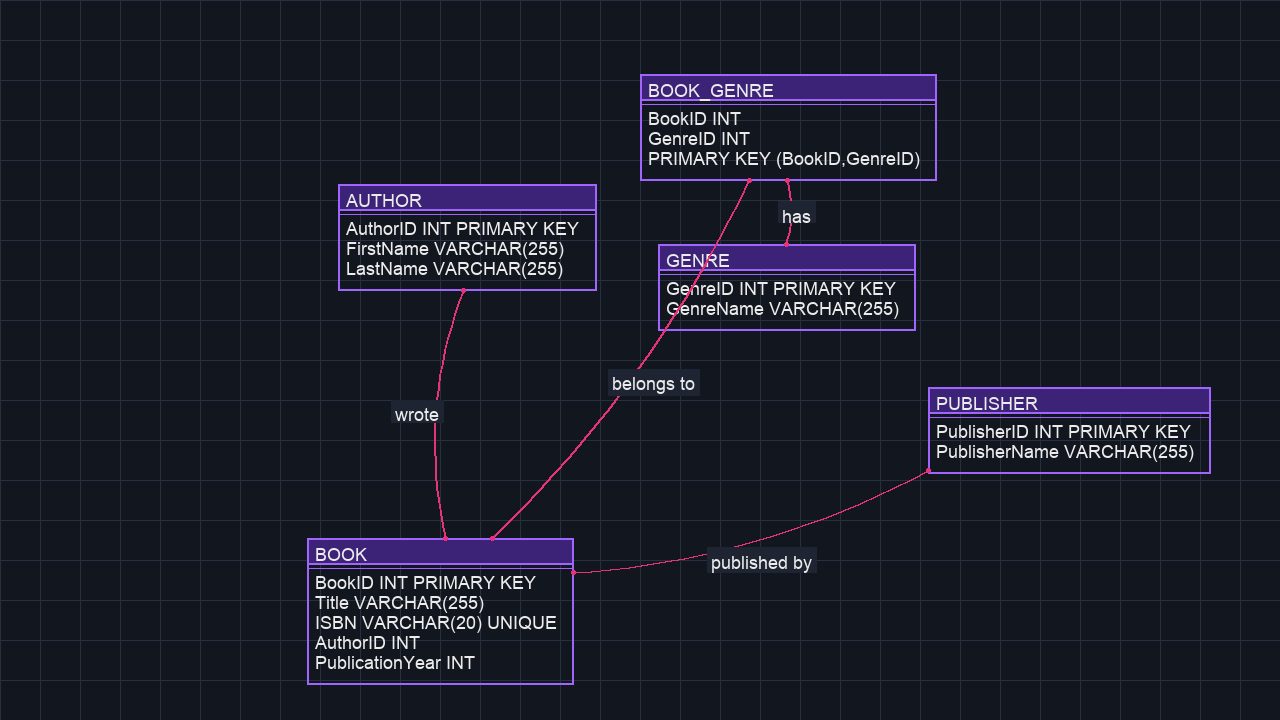 BOOK_GENRE
BookID INT
GenreID INT
PRIMARY KEY (BookID,GenreID)
AUTHOR
AuthorID INT PRIMARY KEY
FirstName VARCHAR(255)
LastName VARCHAR(255)
has
GENRE
GenreID INT PRIMARY KEY
GenreName VARCHAR(255)
belongs to
wrote
PUBLISHER
PublisherID INT PRIMARY KEY
PublisherName VARCHAR(255)
published by
BOOK
BookID INT PRIMARY KEY
Title VARCHAR(255)
ISBN VARCHAR(20) UNIQUE
AuthorID INT
PublicationYear INT